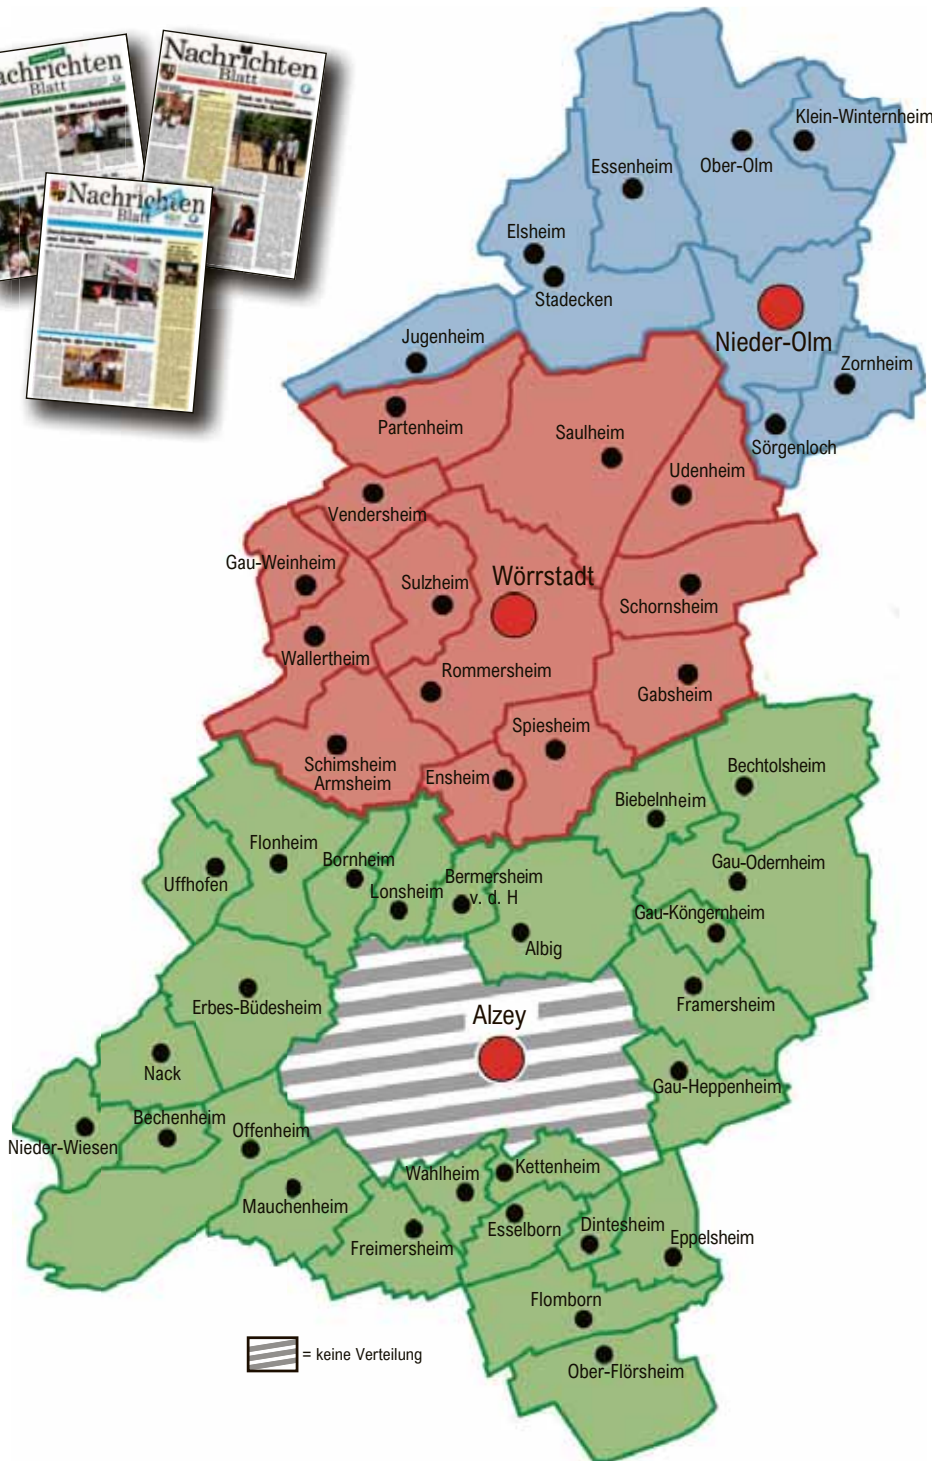 Nachrichten
Blatt
Nachrichten
Blatt
Nachrichten
Blatt
Klein-Winternheim
Ober-Olm
Essenheim
Elsheim
Stadecken
Jugenheim
Nieder-Olm
Zornheim
Sörgenloch
Partenheim
Saulheim
Udenheim
Vendersheim
Gau-Weinheim
Sulzheim
Wörrstadt
Schornsheim
Wallertheim
Rommersheim
Gabsheim
Spiesheim
Schimsheim
Armsheim
Ensheim
Bechtolsheim
Biebelnheim
Flonheim
Bornheim
Uffhofen
Lonsheim
Bermersheim
v. d. H
Gau-Odernheim
Gau-Köngernheim
Albig
Erbes-Büdesheim
Framersheim
Alzey
Nack
Gau-Heppenheim
Nieder-Wiesen
Bechenheim
Offenheim
Mauchenheim
Wahlheim
Kettenheim
Freimersheim
Esselborn
Dintesheim
Eppelsheim
Flomborn
Ober-Flörsheim
= keine Verteilung